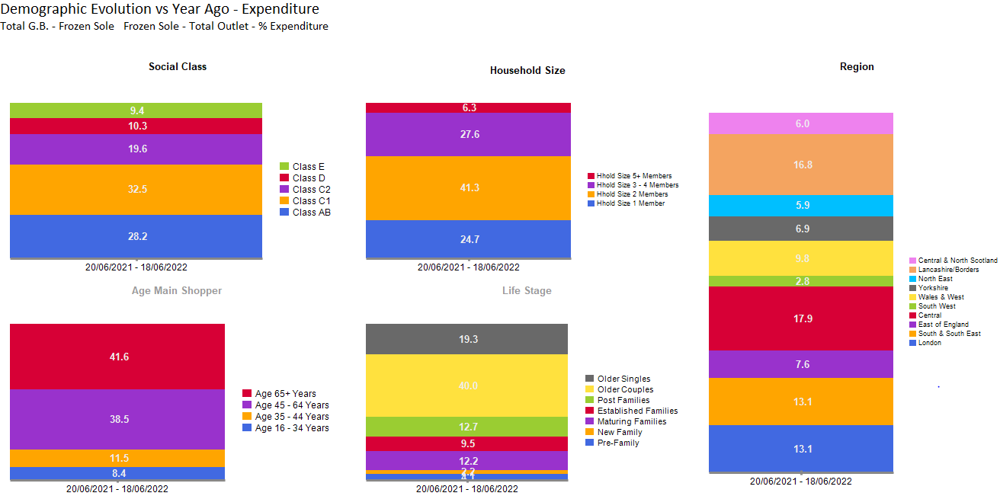 Demographic Evolution vs Year Ago - Expenditure
Total G.B. - Frozen Sole   Frozen Sole - Total Outlet - % Expenditure
Social Class
9.4
10.3
19.6
32.5
28.2
20/06/2021 - 18/06/2022
Class E
Class D
Class C2
Class C1
Class AB
Household Size
6.3
27.6
41.3
24.7
20/06/2021 - 18/06/2022
Hhold Size 5+ Members
Hhold Size 3 - 4 Members
Hhold Size 2 Members
Hhold Size 1 Member
Region
6.0
16.8
5.9
6.9
9.8
2.8
17.9
7.6
13.1
13.1
20/06/2021 - 18/06/2022
Central & North Scotland
Lancashire/Borders
North East
Yorkshire
Wales & West
South West
Central
East of England
South & South East
London
Age Main Shopper
41.6
38.5
11.5
8.4
20/06/2021 - 18/06/2022
Age 65+ Years
Age 45 - 64 Years
Age 35 - 44 Years
Age 16 - 34 Years
Life Stage
19.3
40.0
12.7
9.5
12.2
2.2
4.1
20/06/2021 - 18/06/2022
Older Singles
Older Couples
Post Families
Established Families
Maturing Families
New Family
Pre-Family